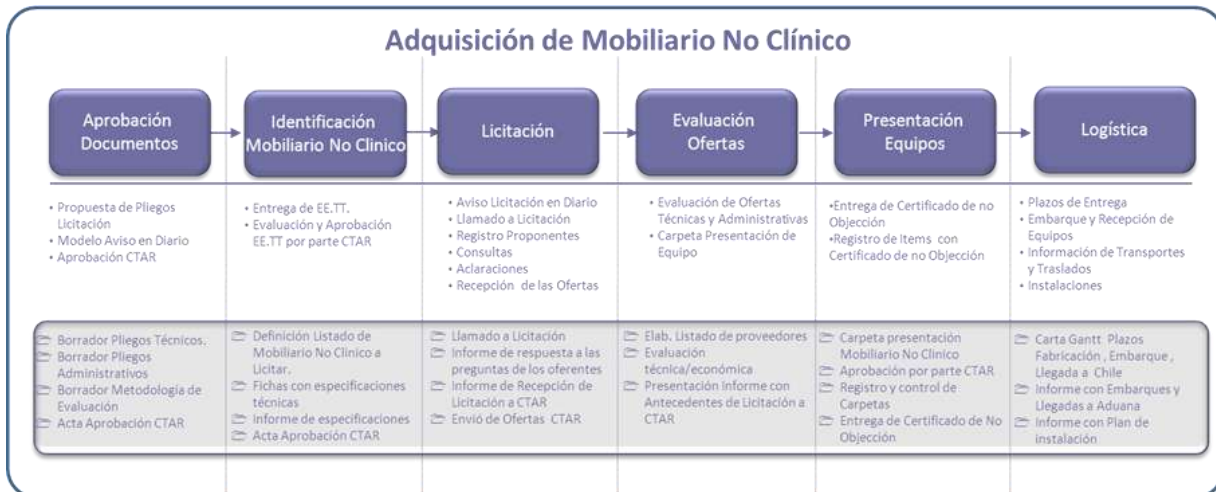 Adquisición de Mobiliario No Clínico
Aprobación
Documentos
Identificación
Mobiliario No Clinico
Licitación
Evaluación
Ofertas
Presentación
Equipos
Logística
• Propuesta de Pliegos
Licitación
• Modelo Aviso en Diario
• Aprobación CTAR
• Entrega de EE.TT.
• Evaluación y Aprobación
EE.TT por parte CTAR
• Aviso Licitación en Diario
• Llamado a Licitación
• Registro Proponentes
• Consultas
• Aclaraciones
• Recepción de las Ofertas
• Evaluación de Ofertas
Técnicas y Administrativas
• Carpeta Presentación de
Equipo
•Entrega de Certificado de no
Objección
•Registro de Items con
Certificado de no Objección
• Plazos de Entrega
• Embarque y Recepción de
Equipos
• Información de Transportes
y Traslados
• Instalaciones
Borrador Pliegos Técnicos.
Borrador Pliegos
Administrativos
Borrador Metodología de
Evaluación
Acta Aprobación CTAR
Definición Listado de
Mobiliario No Clinico a
Licitar.
Fichas con especificaciones
técnicas
Informe de especificaciones
Acta Aprobación CTAR
Llamado a Licitación
Informe de respuesta a las
preguntas de los oferentes
Informe de Recepción de
Licitación a CTAR
Envió de Ofertas CTAR
Elab. Listado de proveedores
Evaluación
técnica/económica
Presentación Informe con
Antecedentes de Licitación a
CTAR
Carpeta presentación
Mobiliario No Clinico
Aprobación por parte CTAR
Registro y control de
Carpetas
Entrega de Certificado de No
Objección
Carta Gantt Plazos
Fabricación , Embarque ,
Llegada a Chile
Informe con Embarques y
Llegadas a Aduana
Informe con Plan de
instalación